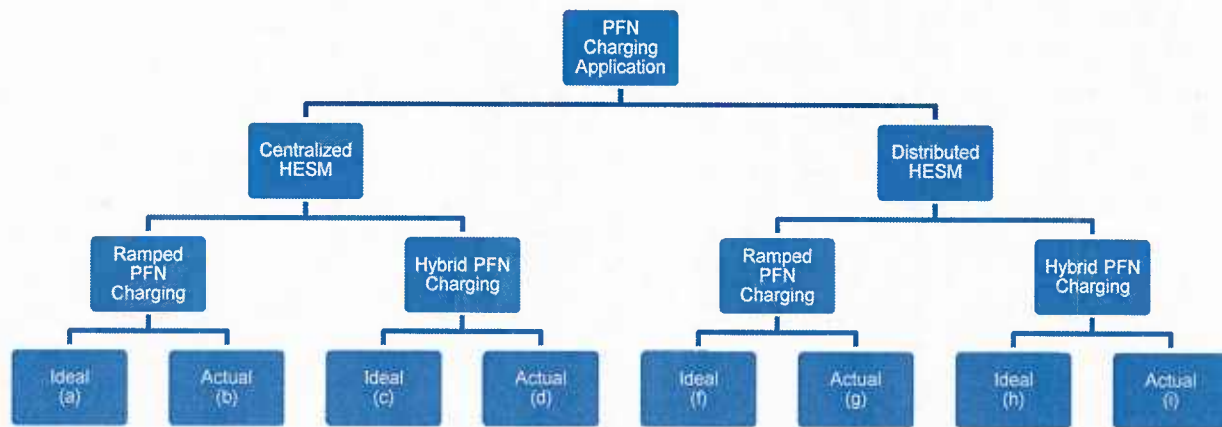 PFN
Charging
Application
Centralized
HESM
Distributed
HESM
Ramped
PFN
Charging
Hybrid PFN
Charging
Ramped
PFN
Charging
Hybrid PFN
Charging
Ideal
(a)
Actual
(b)
Ideal
(c)
Actual
(d)
Ideal
(f)
Actual
(g)
Ideal
(h)
Actual
(i)